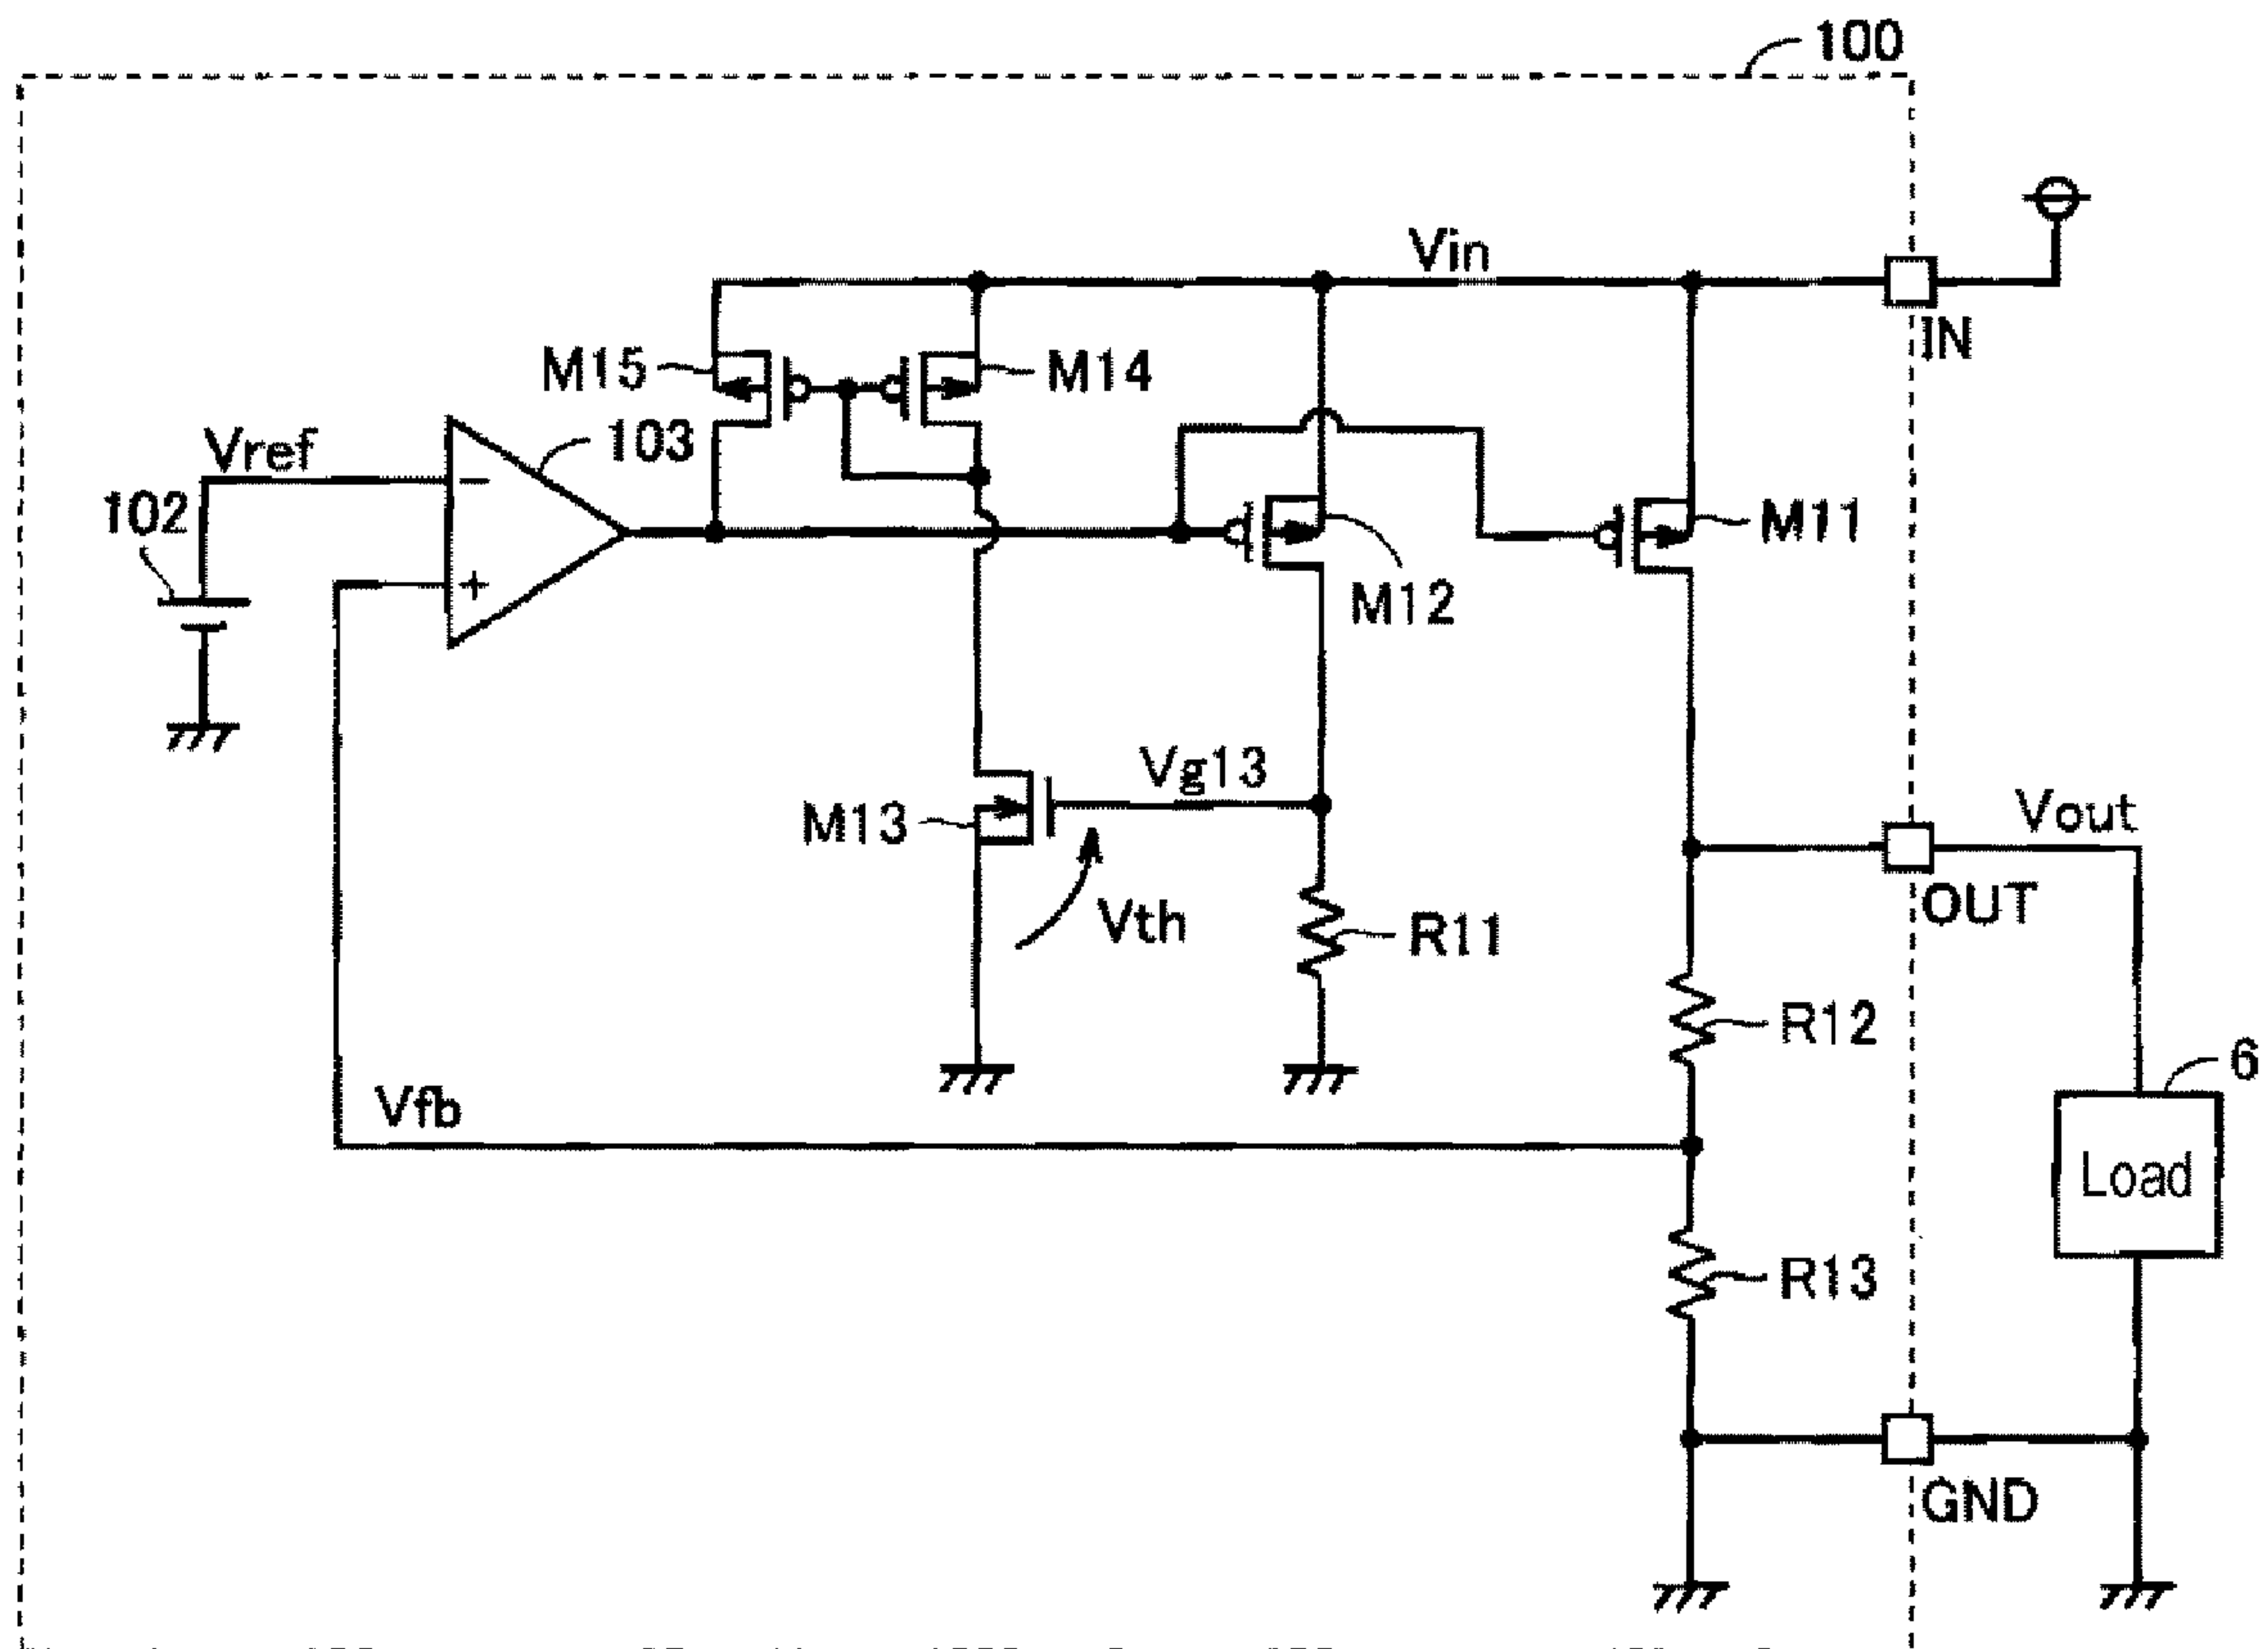 100
Vin
IN
M15
M14
Vref
103
102
−
+
M11
M12
Vg13
M13
Vth
R11
Vout
OUT
R12
Vfb
6
Load
R13
GND